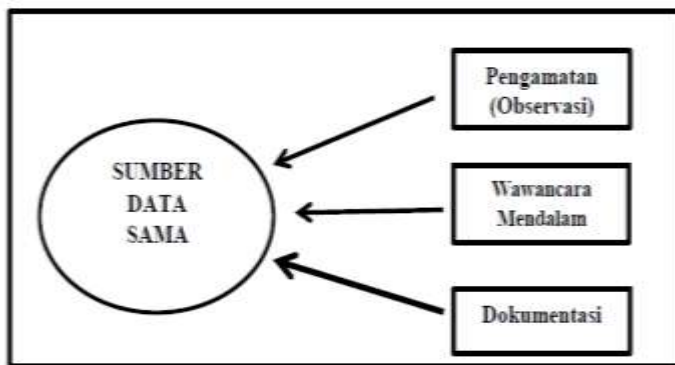 SUMBER
DATA
SAMA
Pengamatan
(Observasi)
Wawancara
Mendalam
Dokumentasi